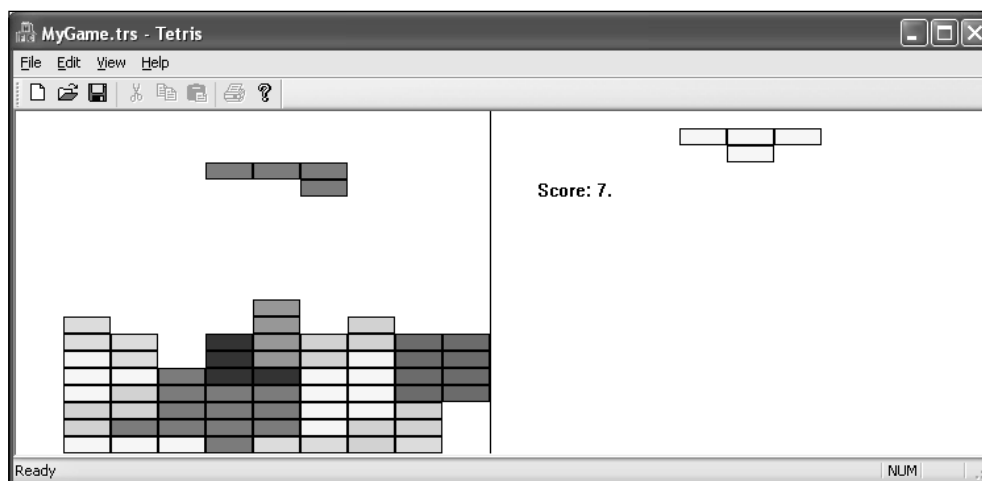 MyGame.trs - Tetris
File Edit View Help
Score: 7.
Ready NUM